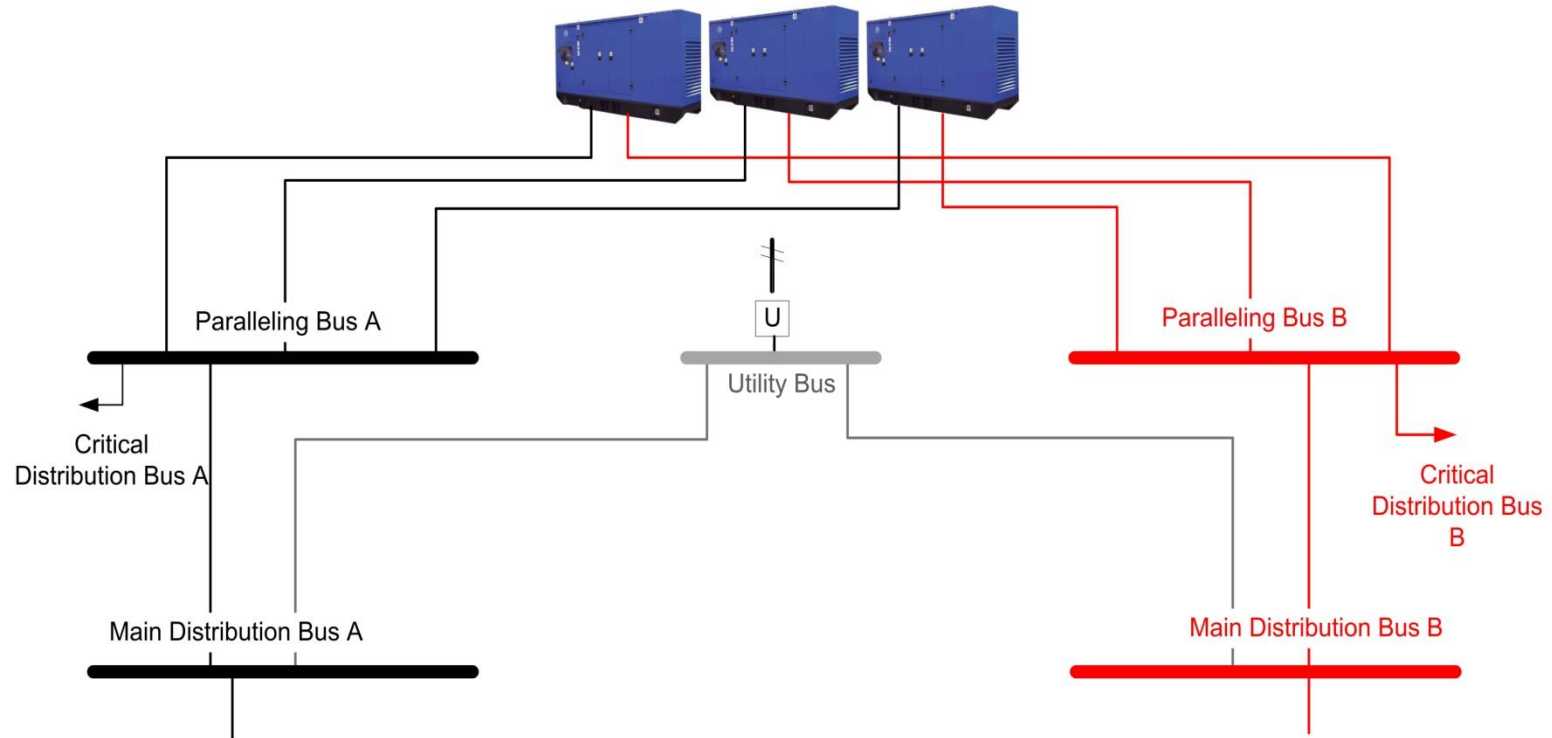 U
Paralleling Bus A
Paralleling Bus B
Utility Bus
Critical
Distribution Bus A
Critical
Distribution Bus
B
Main Distribution Bus A
Main Distribution Bus B